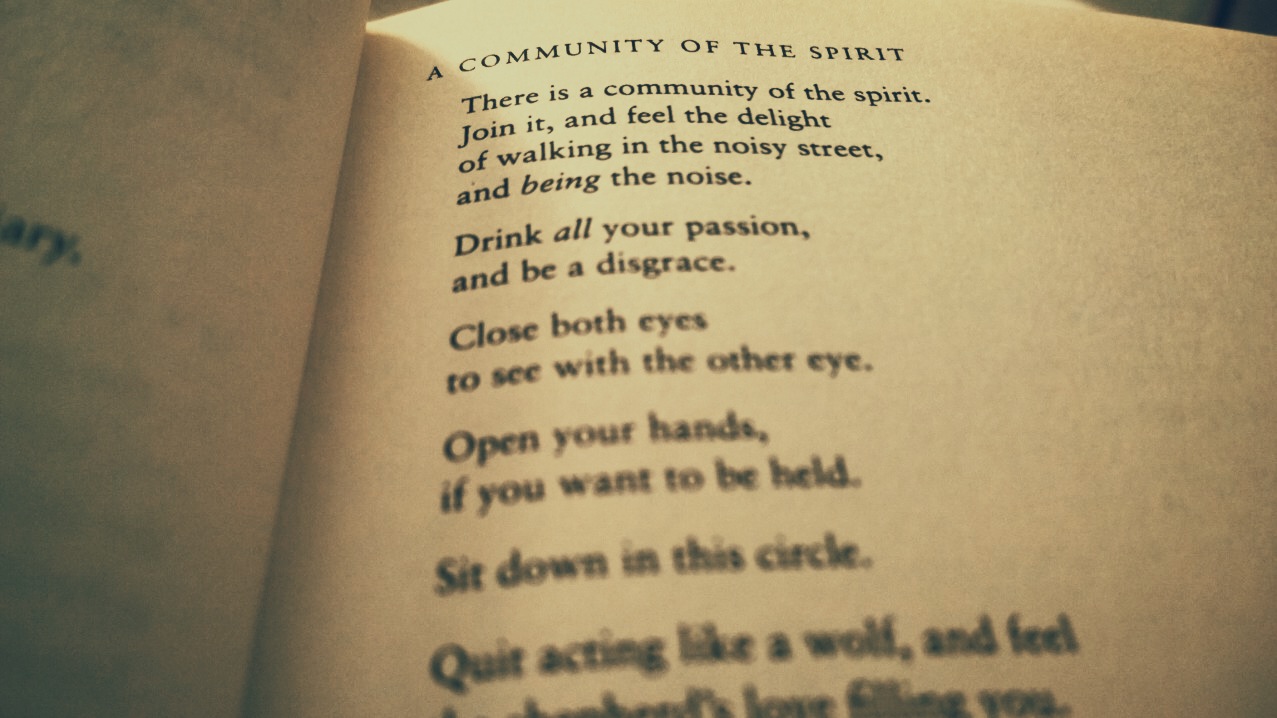 ary.
A COMMUNITY OF THE SPIRIT
There is a community of the spirit.
Join it, and feel the delight
of walking in the noisy street,
and being the noise.
Drink all your passion,
and be a disgrace.
Close both eyes
to see with the other eye.
Open your hands,
if you want to be held.
Sit down in this circle.
Quit acting like a wolf, and feel
shepherd's love filling you.